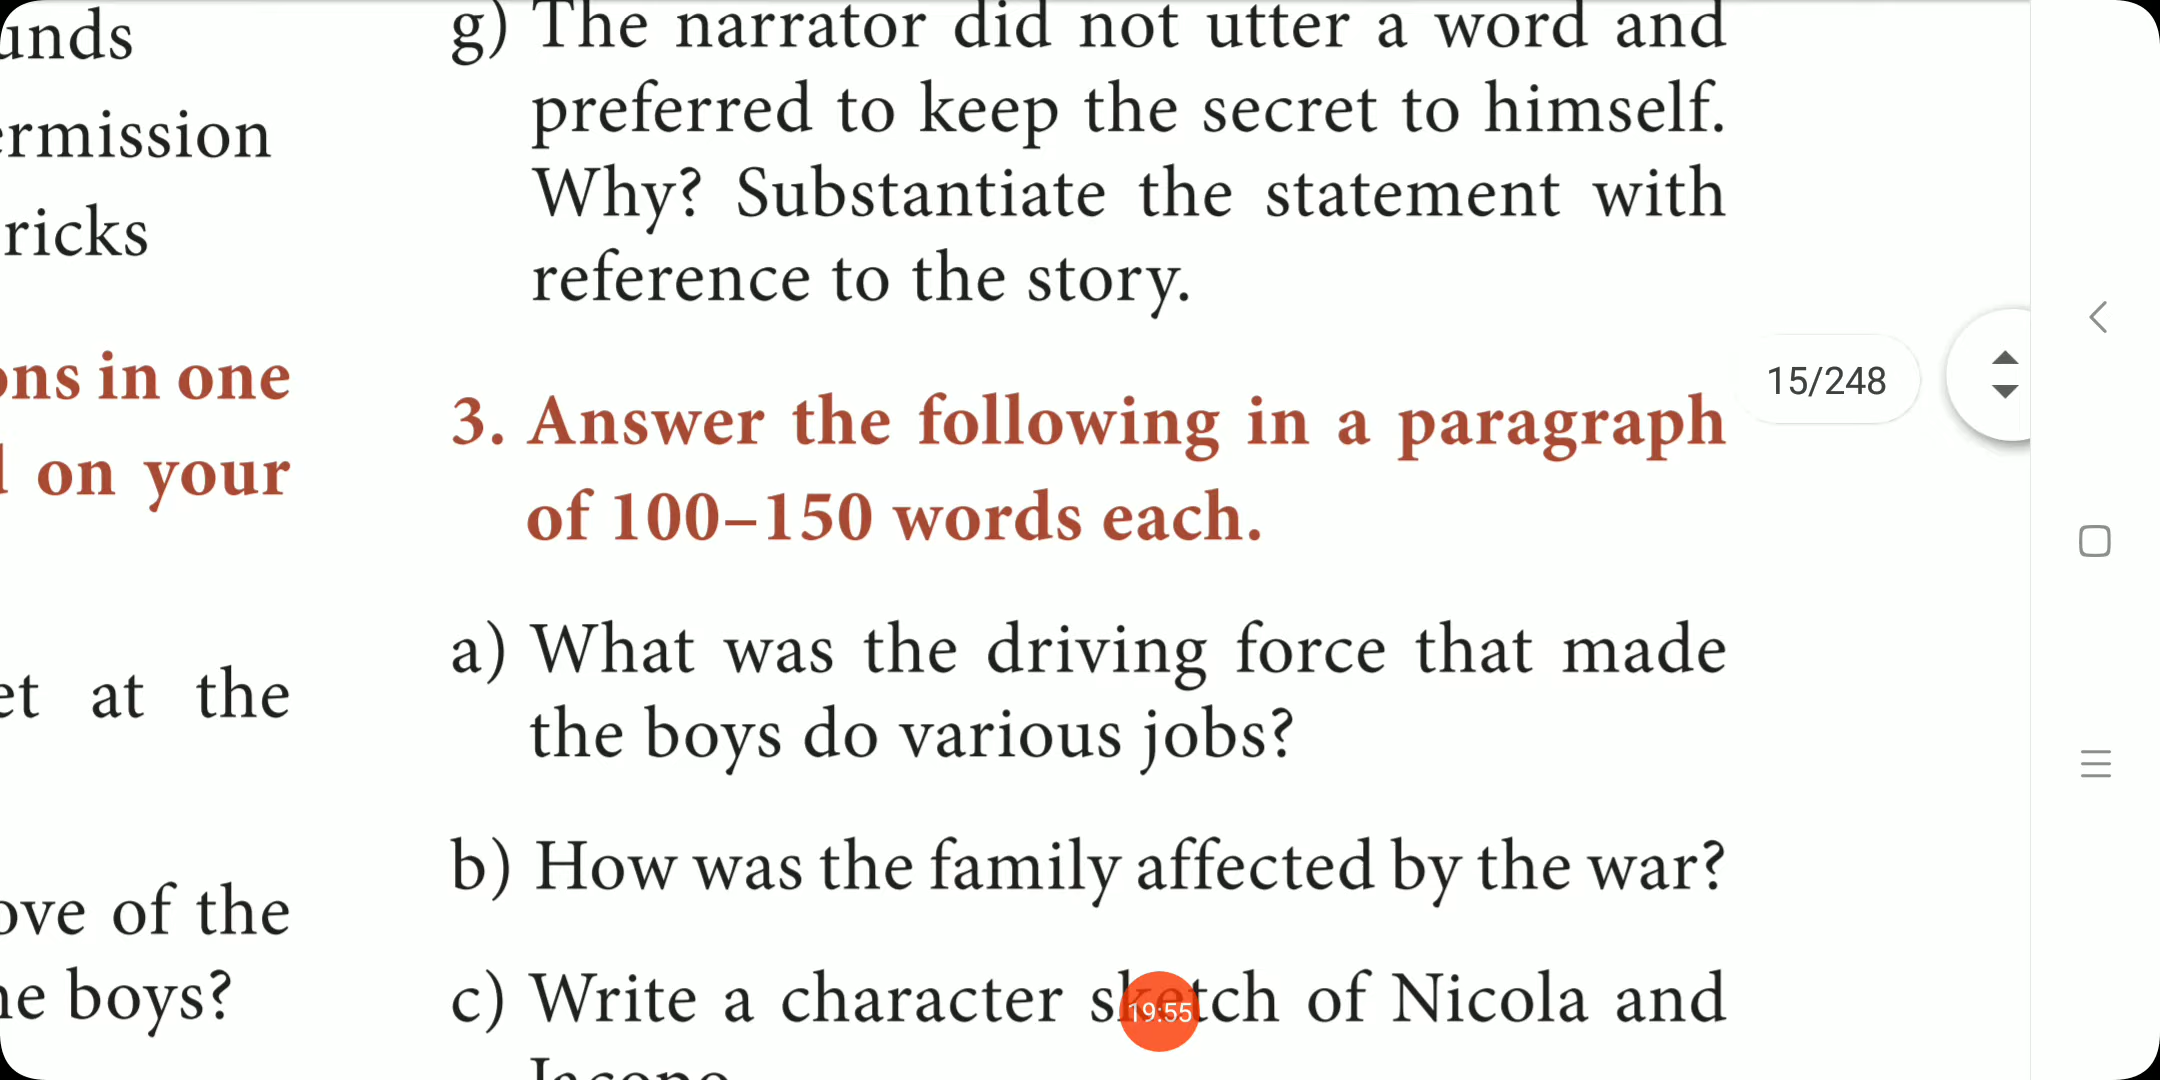 unds
ermission
ricks
ons in one
on your
et at the
ove of the
he boys?
g) The narrator did not utter a word and
preferred to keep the secret to himself.
Why? Substantiate the statement with
reference to the story.
3. Answer the following in a paragraph
of 100–150 words each.
a) What was the driving force that made
the boys do various jobs?
b) How was the family affected by the war?
c) Write a character sketch of Nicola and
Jacopo
15/248
19:55